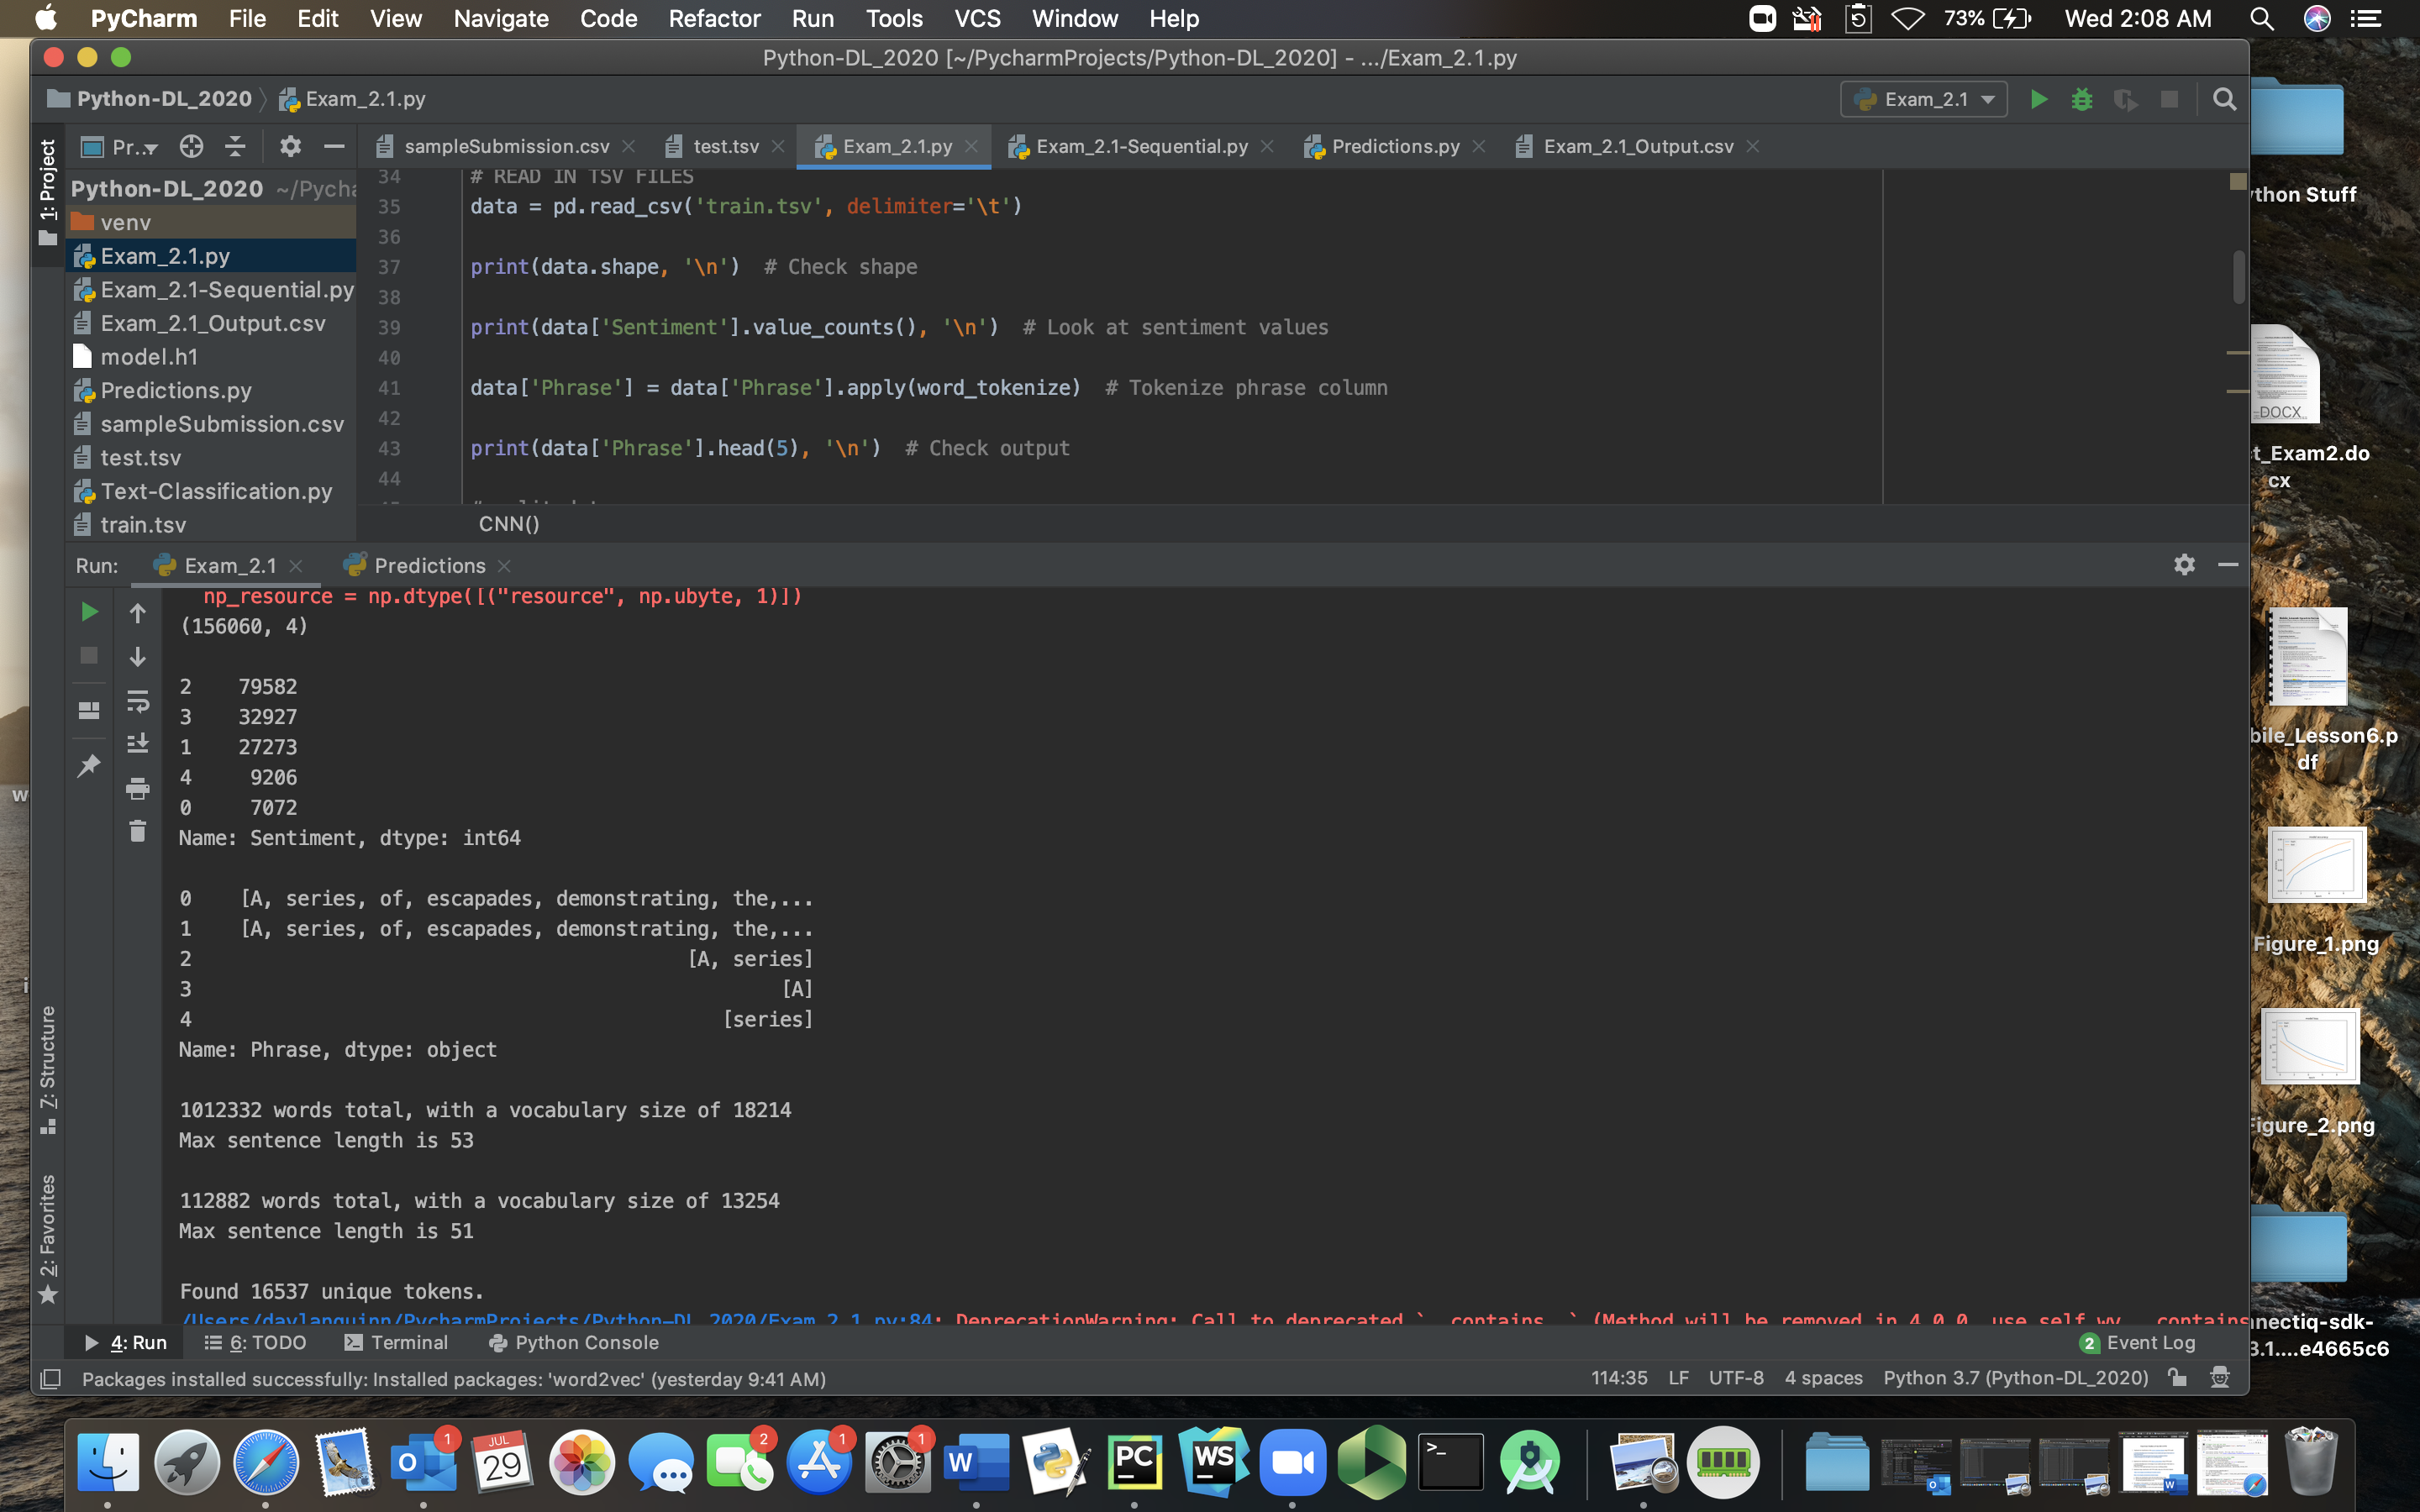 PyCharm File Edit View Navigate Code Refactor Run Tools VCS Window Help 73% Wed 2:08 AM
Python-DL_2020 [~/PycharmProjects/Python-DL_2020] - .../Exam_2.1.py
Python-DL_2020 Exam_2.1.py Exam_2.1
1: Project
Pr... sampleSubmission.csv test.tsv Exam_2.1.py Exam_2.1-Sequential.py Predictions.py Exam_2.1_Output.csv
Python-DL_2020 ~/Pycha
venv
Exam_2.1.py
Exam_2.1-Sequential.py
Exam_2.1_Output.csv
model.h1
Predictions.py
sampleSubmission.csv
test.tsv
Text-Classification.py
train.tsv
34 # READ IN TSV FILES
35 data = pd.read_csv('train.tsv', delimiter='\t')
36
37 print(data.shape, '\n')  # Check shape
38
39 print(data['Sentiment'].value_counts(), '\n')  # Look at sentiment values
40
41 data['Phrase'] = data['Phrase'].apply(word_tokenize)  # Tokenize phrase column
42
43 print(data['Phrase'].head(5), '\n')  # Check output
44
CNN()
Run: Exam_2.1 Predictions
np_resource = np.dtype([("resource", np.ubyte, 1)])
(156060, 4)
2 79582
3 32927
1 27273
4 9206
0 7072
Name: Sentiment, dtype: int64
0 [A, series, of, escapades, demonstrating, the,...
1 [A, series, of, escapades, demonstrating, the,...
2 [A, series]
3 [A]
4 [series]
Name: Phrase, dtype: object
1012332 words total, with a vocabulary size of 18214
Max sentence length is 53
112882 words total, with a vocabulary size of 13254
Max sentence length is 51
Found 16537 unique tokens.
/Users/daylanquinn/PycharmProjects/Python-DL_2020/Exam_2.1.py:84: DeprecationWarning: Call to deprecated `__contains__` (Method will be removed in 4.0.0, use self.wv.__contains
Z: Structure
2: Favorites
4: Run 6: TODO Terminal Python Console 2 Event Log
Packages installed successfully: Installed packages: 'word2vec' (yesterday 9:41 AM) 114:35 LF UTF-8 4 spaces Python 3.7 (Python-DL_2020)
thon Stuff
DOCX
t_Exam2.do
cx
bile_Lesson6.p
df
Figure_1.png
igure_2.png
nnectiq-sdk-
3.1....e4665c6
1 JUL 29 2 1 1 W PC WS